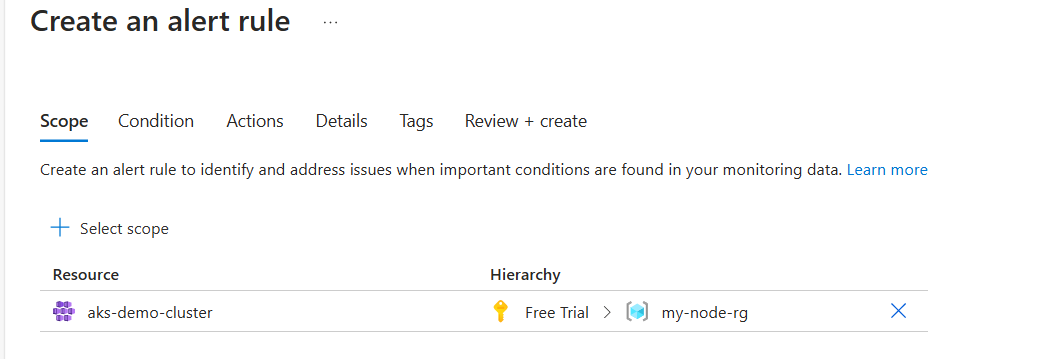 Create an alert rule ...
Scope Condition Actions Details Tags Review + create
Create an alert rule to identify and address issues when important conditions are found in your monitoring data. Learn more
+ Select scope
Resource Hierarchy
aks-demo-cluster Free Trial > my-node-rg